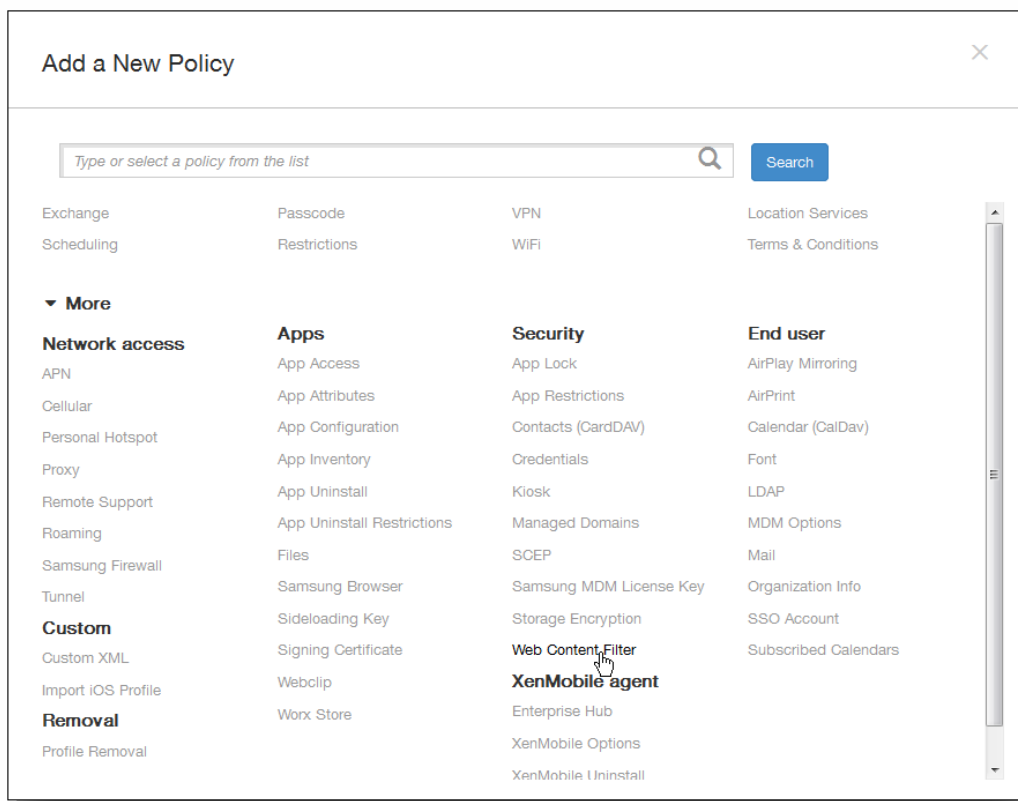 Add a New Policy
Type or select a policy from the list
Search
Exchange
Passcode
VPN
Location Services
Scheduling
Restrictions
WiFi
Terms & Conditions
More
Network access
APN
Cellular
Personal Hotspot
Proxy
Remote Support
Roaming
Samsung Firewall
Tunnel
Custom
Custom XML
Import iOS Profile
Removal
Profile Removal
Apps
App Access
App Attributes
App Configuration
App Inventory
App Uninstall
App Uninstall Restrictions
Files
Samsung Browser
Sideloading Key
Signing Certificate
Webclip
Worx Store
Security
App Lock
App Restrictions
Contacts (CardDAV)
Credentials
Kiosk
Managed Domains
SCEP
Samsung MDM License Key
Storage Encryption
Web Content Filter
XenMobile agent
Enterprise Hub
XenMobile Options
XenMobile Uninstall
End user
AirPlay Mirroring
AirPrint
Calendar (CalDav)
Font
LDAP
MDM Options
Mail
Organization Info
SSO Account
Subscribed Calendars